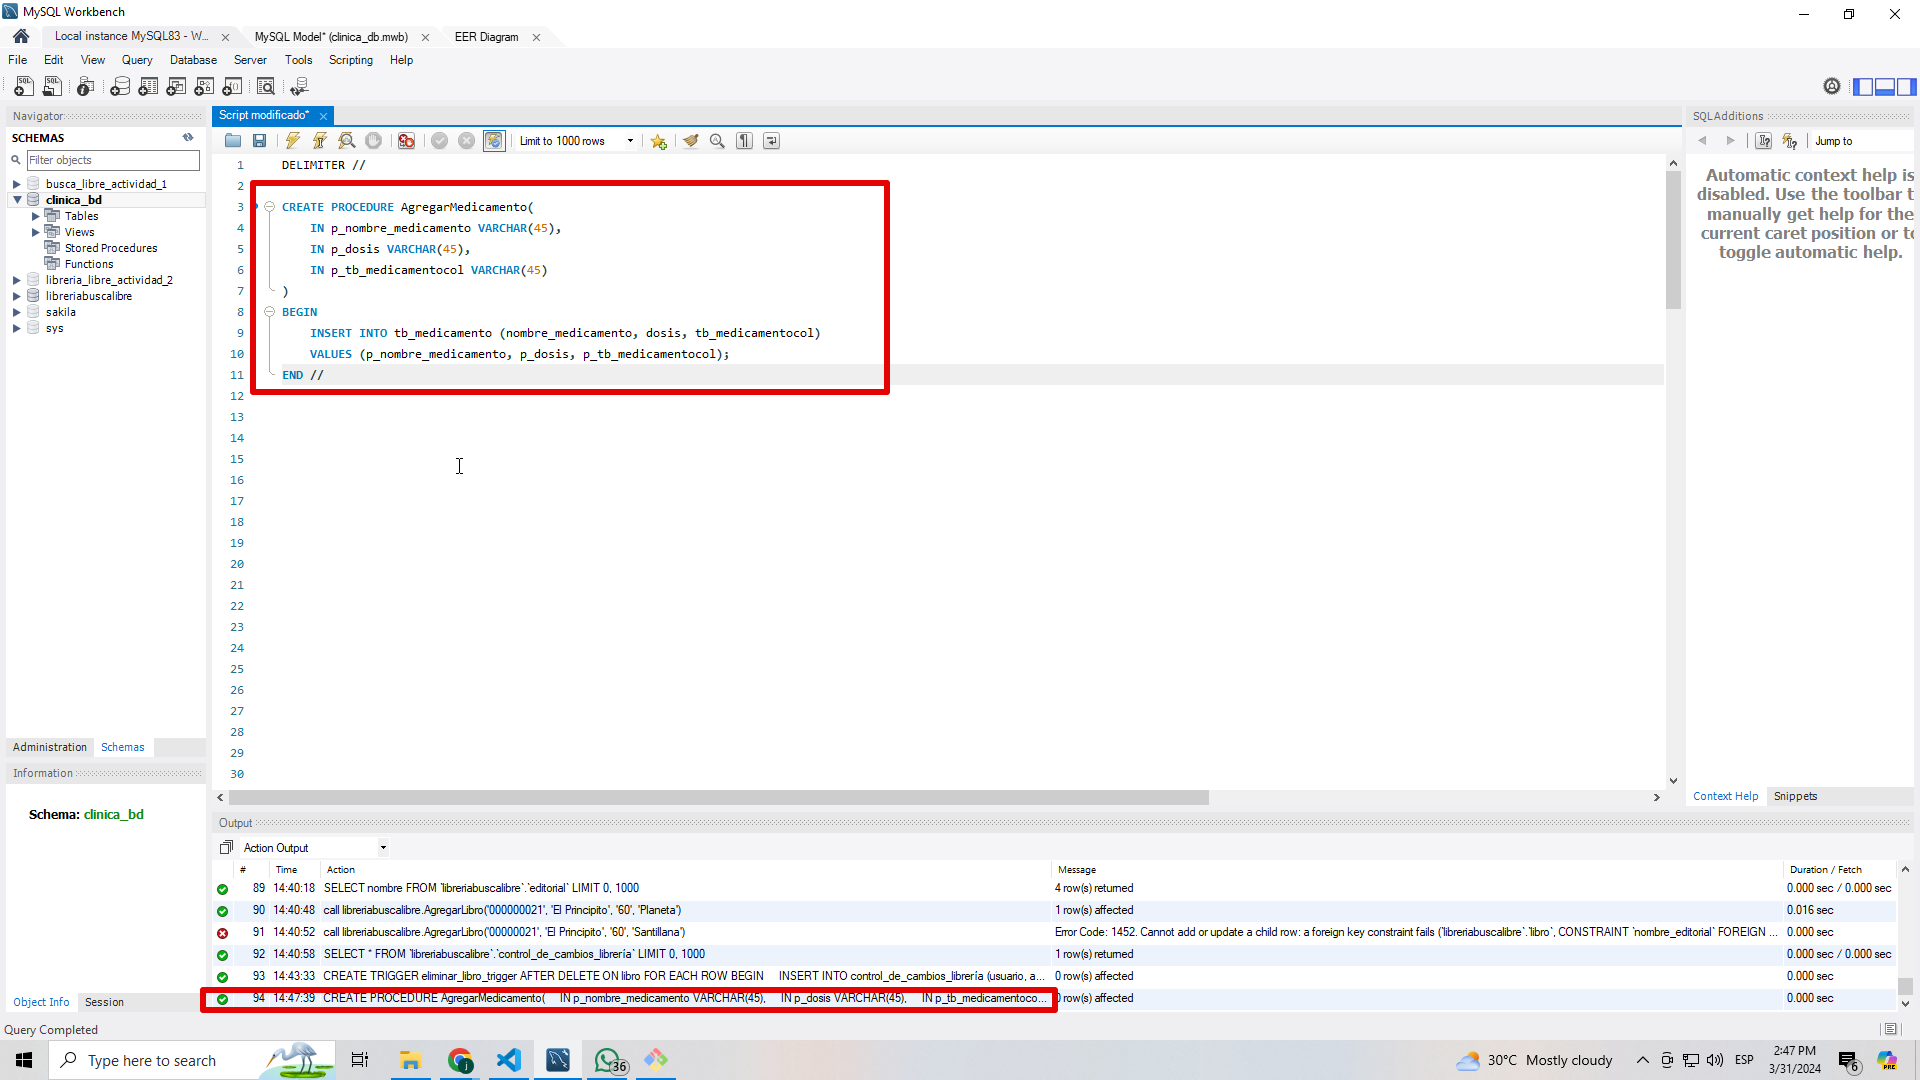 MySQL Workbench
Local instance MySQL83 - W...
MySQL Model* (clinica_db.mwb)
EER Diagram
File Edit View Query Database Server Tools Scripting Help
Navigator
SCHEMAS
Filter objects
busca_libre_actividad_1
clinica_bd
Tables
Views
Stored Procedures
Functions
libreria_libre_actividad_2
libreriabuscalibre
sakila
sys
Administration Schemas
Information
Schema: clinica_bd
Object Info Session
Query Completed
Script modificado*
Limit to 1000 rows
1 DELIMITER //
2
3 CREATE PROCEDURE AgregarMedicamento(
4 IN p_nombre_medicamento VARCHAR(45),
5 IN p_dosis VARCHAR(45),
6 IN p_tb_medicamentocol VARCHAR(45)
7 )
8 BEGIN
9 INSERT INTO tb_medicamento (nombre_medicamento, dosis, tb_medicamentocol)
10 VALUES (p_nombre_medicamento, p_dosis, p_tb_medicamentocol);
11 END //
12
13
14
15
16
17
18
19
20
21
22
23
24
25
26
27
28
29
30
SQLAdditions
Jump to
Automatic context help is
disabled. Use the toolbar t
manually get help for the
current caret position or to
toggle automatic help.
Context Help Snippets
Output
Action Output
# Time Action Message Duration / Fetch
89 14:40:18 SELECT nombre FROM `libreriabuscalibre`.`editorial` LIMIT 0, 1000 4 row(s) returned 0.000 sec / 0.000 sec
90 14:40:48 call libreriabuscalibre.AgregarLibro('000000021', 'El Principito', '60', 'Planeta') 1 row(s) affected 0.016 sec
91 14:40:52 call libreriabuscalibre.AgregarLibro('00000021', 'El Principito', '60', 'Santillana') Error Code: 1452. Cannot add or update a child row: a foreign key constraint fails (`libreriabuscalibre`.`libro`, CONSTRAINT `nombre_editorial` FOREIGN ... 0.000 sec
92 14:40:58 SELECT * FROM `libreriabuscalibre`.`control_de_cambios_librería` LIMIT 0, 1000 1 row(s) returned 0.000 sec / 0.000 sec
93 14:43:33 CREATE TRIGGER eliminar_libro_trigger AFTER DELETE ON libro FOR EACH ROW BEGIN INSERT INTO control_de_cambios_librería (usuario, a... 0 row(s) affected 0.000 sec
94 14:47:39 CREATE PROCEDURE AgregarMedicamento( IN p_nombre_medicamento VARCHAR(45), IN p_dosis VARCHAR(45), IN p_tb_medicamentoco... 0 row(s) affected 0.000 sec
Type here to search
36
30°C Mostly cloudy
ESP
2:47 PM
3/31/2024
6
PRE